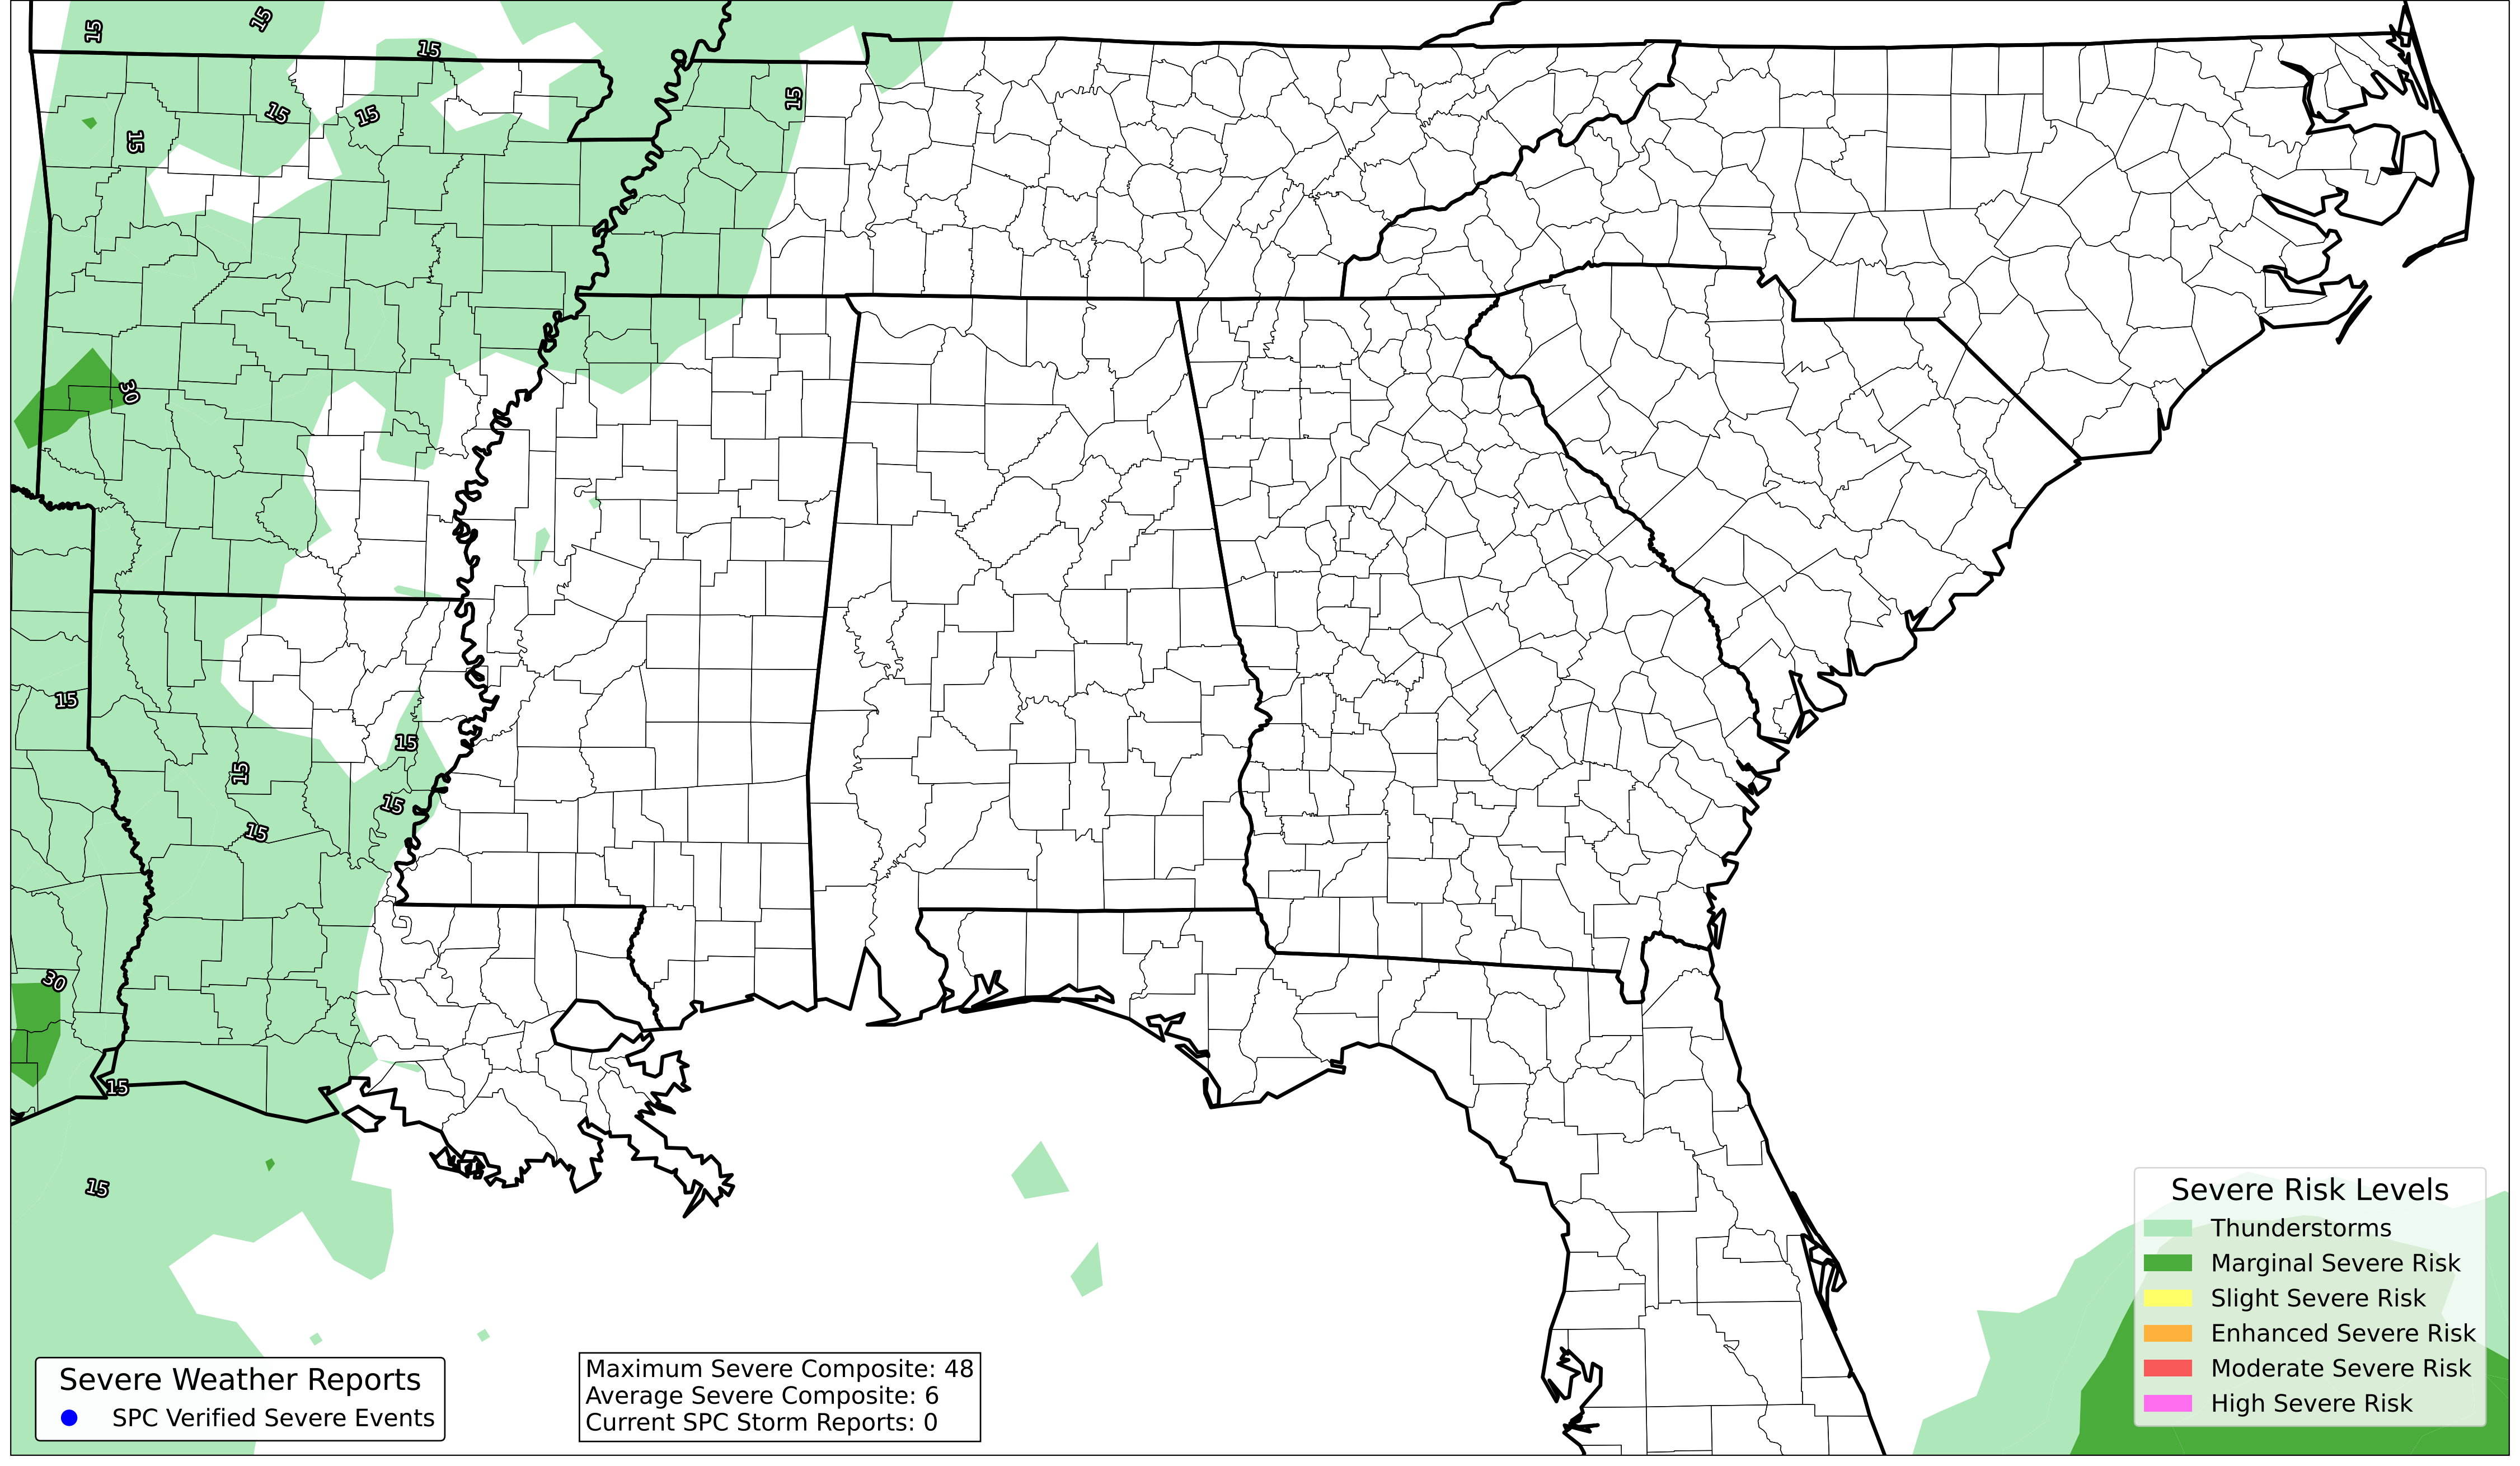 15
15
15
15
15
15
15
30
15
15
15
15
15
30
15
15
Severe Risk Levels
Thunderstorms
Marginal Severe Risk
Slight Severe Risk
Enhanced Severe Risk
Moderate Severe Risk
High Severe Risk
Severe Weather Reports
SPC Verified Severe Events
Maximum Severe Composite: 48
Average Severe Composite: 6
Current SPC Storm Reports: 0